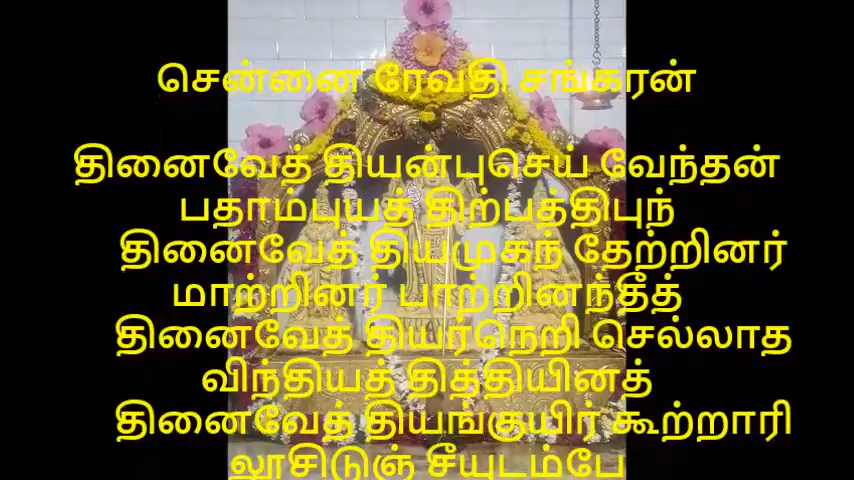 சென்னை ரேவதி சங்கரன்
தினைவேத் தியன்புசெய் வேந்தன்
பதாம்புயத் திற்பத்திபுந்
தினைவேத் தியமுகந் தேற்றினர்
மாற்றினர் பாற்றினந்தீத்
தினைவேத் தியர்நெறி செல்லாத
விந்தியத் தித்தியினத்
தினைவேத் தியங்குயிர் கூற்றாரி
லூசிடுஞ் சீயுடம்பே